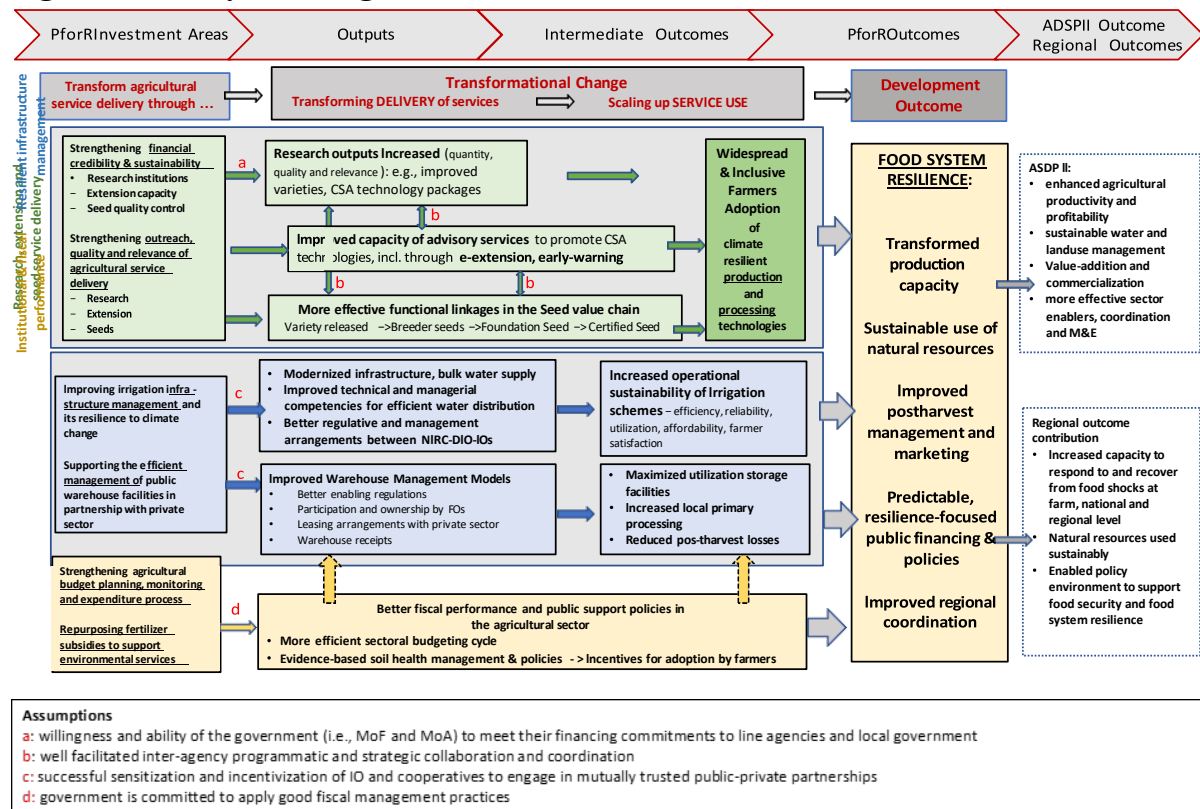 PforRInvestment Areas
Outputs
Intermediate Outcomes
PforROutcomes
ADSPII Outcome
Regional Outcomes
Transform agricultural
service delivery through ...
Transformational Change
Transforming DELIVERY of services
Scaling up SERVICE USE
Development
Outcome
Research, extension and
seed service delivery
Resilient infrastructure
management
Institutional & fiscal
performance
Strengthening financial
credibility & sustainability
• Research institutions
– Extension capacity
– Seed quality control
Strengthening outreach,
quality and relevance of
agricultural service
delivery
– Research
– Extension
– Seeds
a
Research outputs Increased (quantity,
quality and relevance ): e.g., improved
varieties, CSA technology packages
b
Improved capacity of advisory services to promote CSA
technologies, incl. through e-extension, early-warning
b
b
More effective functional linkages in the Seed value chain
Variety released –>Breeder seeds –>Foundation Seed –> Certified Seed
Widespread
& Inclusive
Farmers
Adoption
of
climate
resilient
production
and
processing
technologies
Improving irrigation infra -
structure management and
its resilience to climate
change
Supporting the efficient
management of public
warehouse facilities in
partnership with private
sector
c
• Modernized infrastructure, bulk water supply
• Improved technical and managerial
competencies for efficient water distribution
• Better regulative and management
arrangements between NIRC-DIO-IOs
Increased operational
sustainability of Irrigation
schemes – efficiency, reliability,
utilization, affordability, farmer
satisfaction
c
Improved Warehouse Management Models
• Better enabling regulations
• Participation and ownership by FOs
• Leasing arrangements with private sector
• Warehouse receipts
• Maximized utilization storage
facilities
• Increased local primary
processing
• Reduced pos-harvest losses
Strengthening agricultural
budget planning, monitoring
and expenditure process
Repurposing fertilizer
subsidies to support
environmental services
d
Better fiscal performance and public support policies in
the agricultural sector
• More efficient sectoral budgeting cycle
• Evidence-based soil health management & policies - > Incentives for adoption by farmers
FOOD SYSTEM
RESILIENCE:
Transformed
production
capacity
Sustainable use of
natural resources
Improved
postharvest
management and
marketing
Predictable,
resilience-focused
public financing &
policies
Improved regional
coordination
ASDP II:
• enhanced agricultural
productivity and
profitability
• sustainable water and
landuse management
• Value-addition and
commercialization
• more effective sector
enablers, coordination
and M&E
Regional outcome
contribution
• Increased capacity to
respond to and recover
from food shocks at
farm, national and
regional level
• Natural resources used
sustainably
• Enabled policy
environment to support
food security and food
system resilience
Assumptions
a: willingness and ability of the government (i.e., MoF and MoA) to meet their financing commitments to line agencies and local government
b: well facilitated inter-agency programmatic and strategic collaboration and coordination
c: successful sensitization and incentivization of IO and cooperatives to engage in mutually trusted public-private partnerships
d: government is committed to apply good fiscal management practices